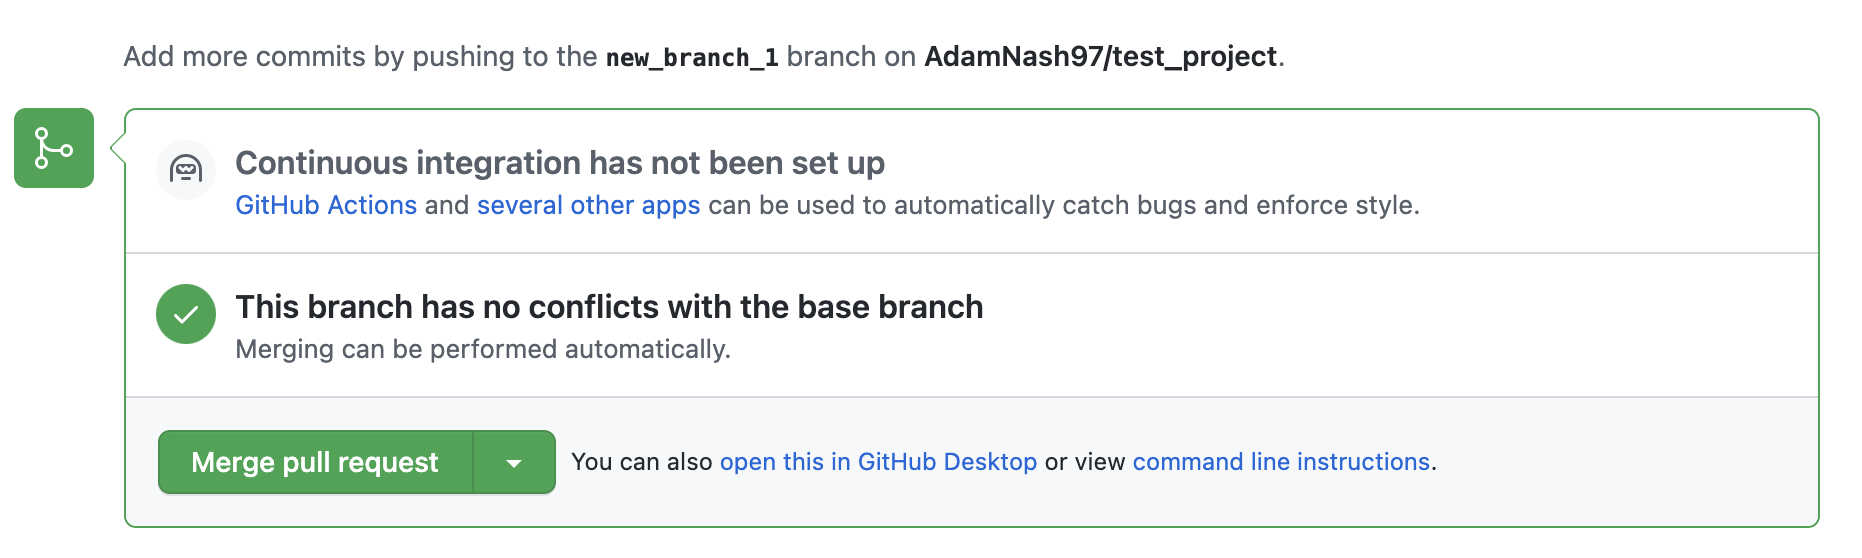 Add more commits by pushing to the new_branch_1 branch on AdamNash97/test_project.
Continuous integration has not been set up
GitHub Actions and several other apps can be used to automatically catch bugs and enforce style.
This branch has no conflicts with the base branch
Merging can be performed automatically.
Merge pull request You can also open this in GitHub Desktop or view command line instructions.